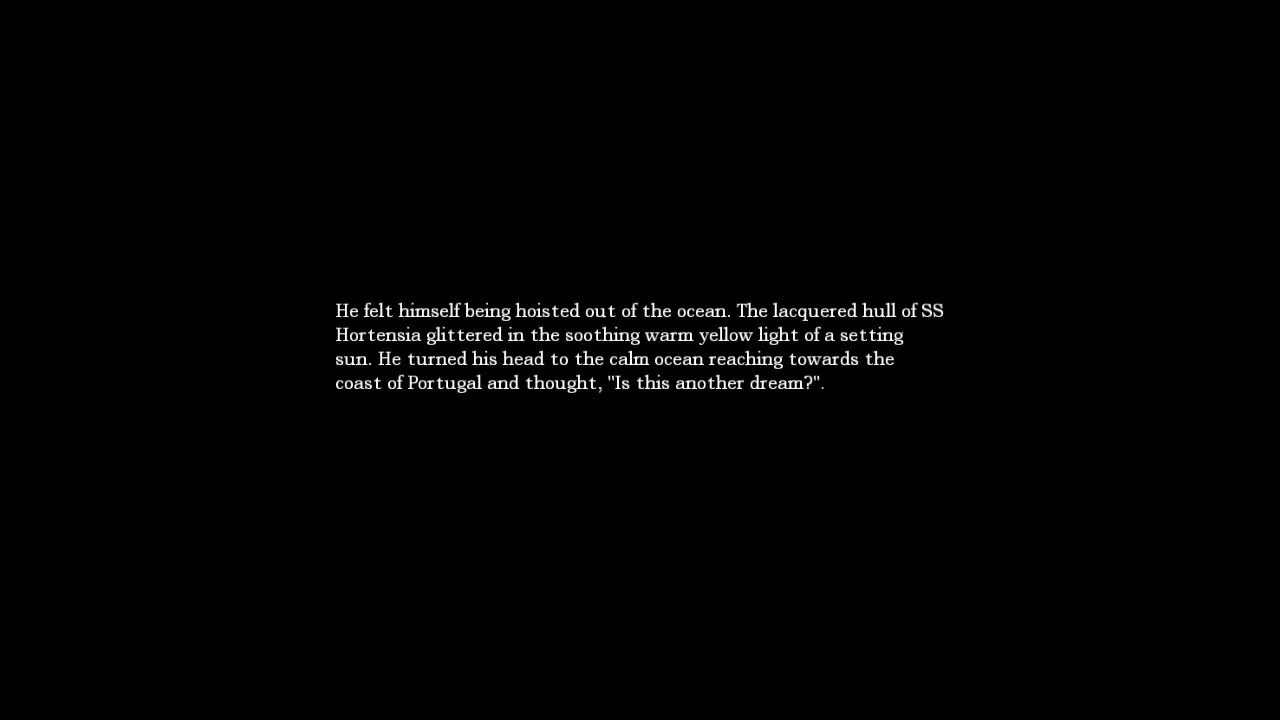 He felt himself being hoisted out of the ocean. The lacquered hull of SS
Hortensia glittered in the soothing warm yellow light of a setting
sun. He turned his head to the calm ocean reaching towards the
coast of Portugal and thought, "Is this another dream?".